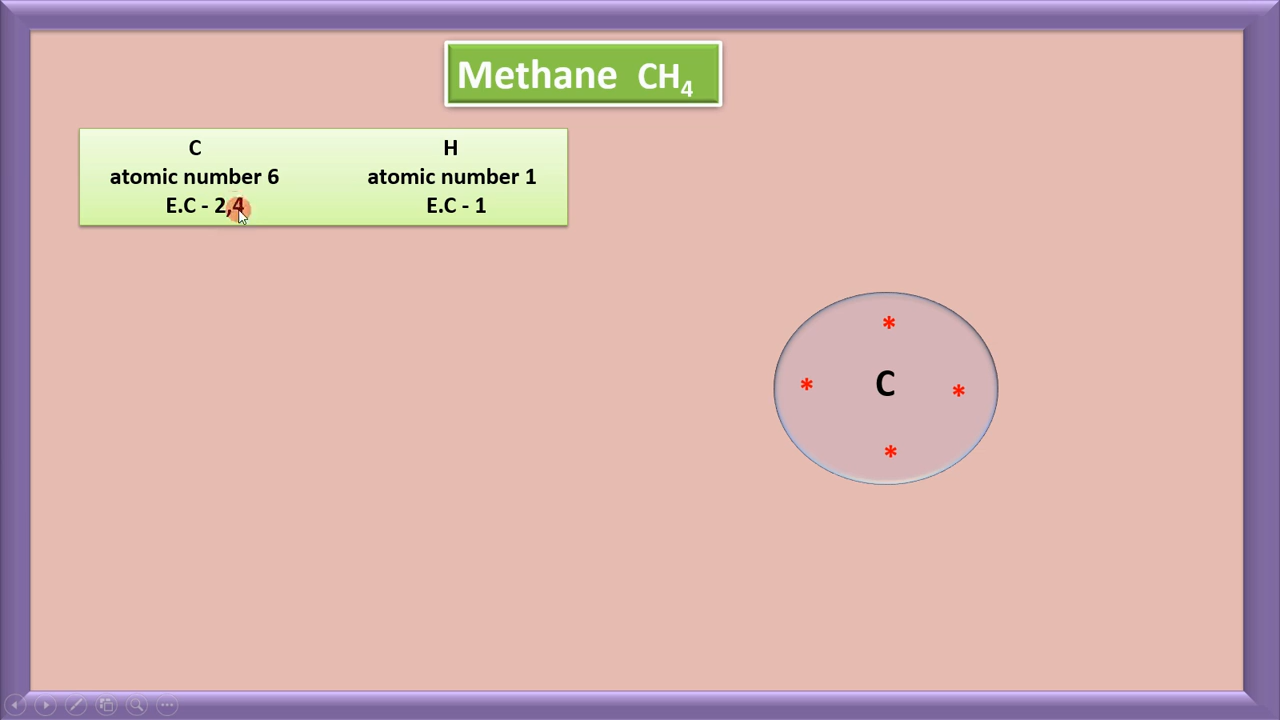 Methane CH₄
C H
atomic number 6 atomic number 1
E.C - 2,4 E.C - 1
*
* C *
*